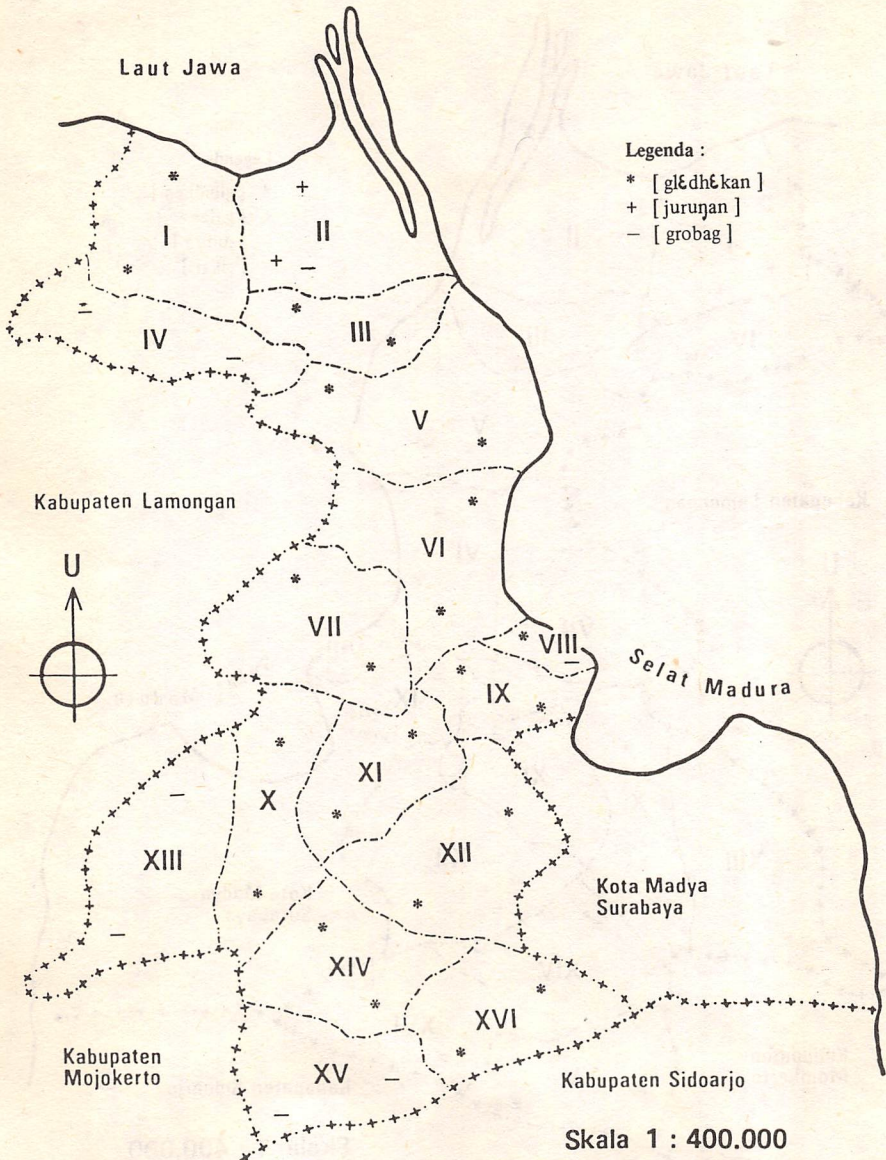 Laut Jawa
Legenda :
* [ glɛdhɛkan ]
+ [ juruŋan ]
– [ grobag ]
I
II
III
IV
V
Kabupaten Lamongan
U
VI
VII
VIII
Selat Madura
IX
X
XI
XII
XIII
Kota Madya
Surabaya
XIV
XVI
Kabupaten
Mojokerto
XV
Kabupaten Sidoarjo
Skala 1 : 400.000